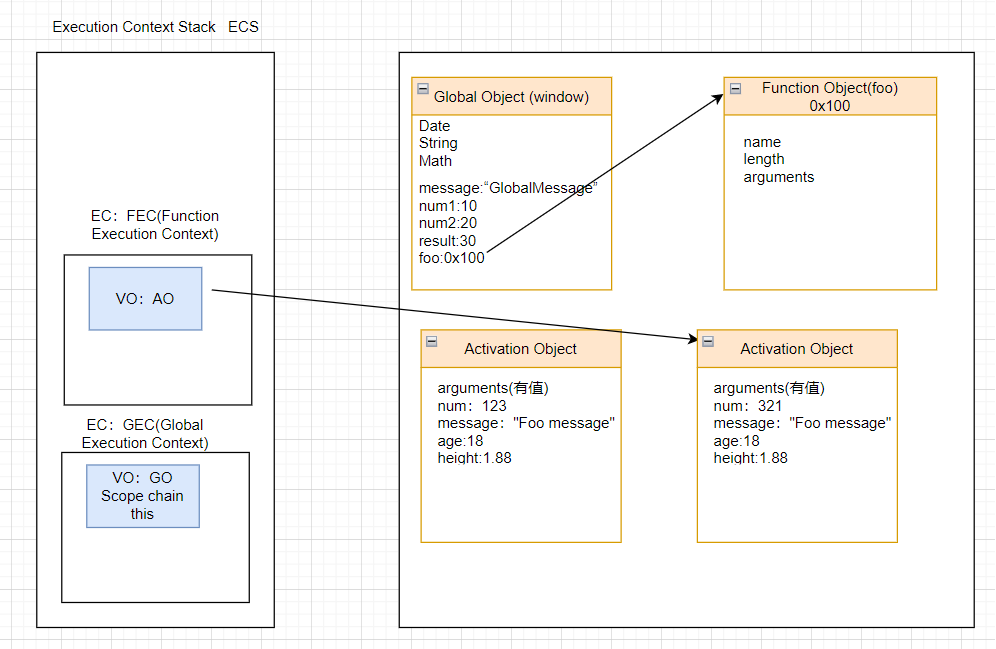 Execution Context Stack ECS
EC：FEC(Function
Execution Context)
VO：AO
EC：GEC(Global
Execution Context)
VO：GO
Scope chain
this
Global Object (window)
Date
String
Math
message:“GlobalMessage”
num1:10
num2:20
result:30
foo:0x100
Function Object(foo)
0x100
name
length
arguments
Activation Object
arguments(有值)
num：123
message："Foo message"
age:18
height:1.88
Activation Object
arguments(有值)
num：321
message："Foo message"
age:18
height:1.88